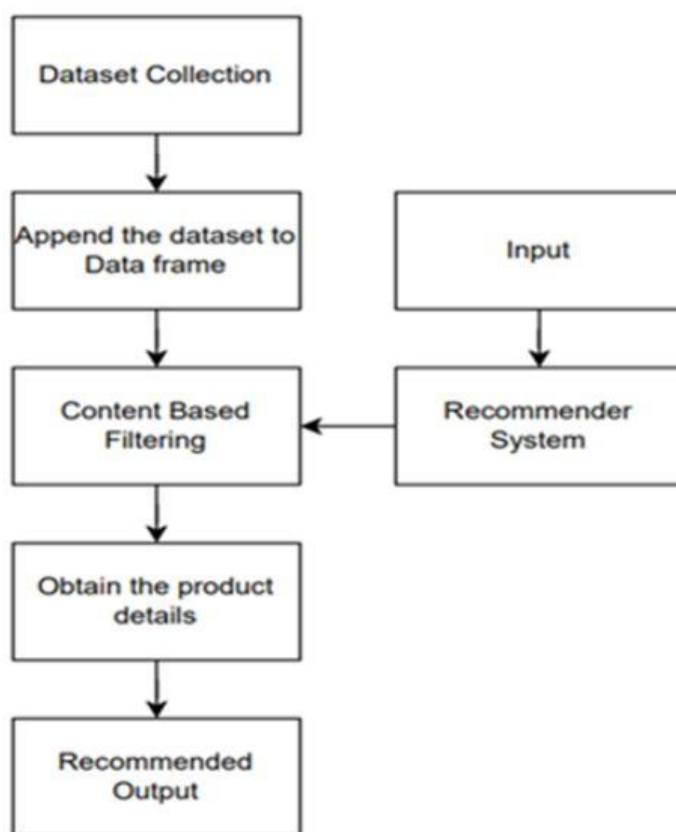 Dataset Collection
Append the dataset to
Data frame
Input
Content Based
Filtering
Recommender
System
Obtain the product
details
Recommended
Output